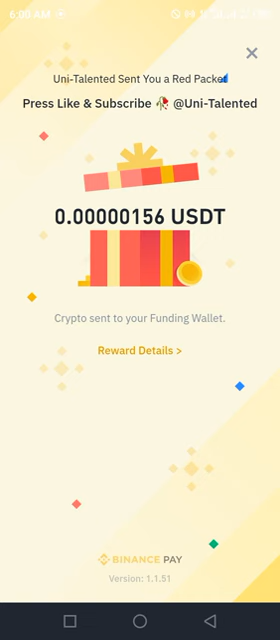 6:00 AM
Uni-Talented Sent You a Red Packet
Press Like & Subscribe 🥀 @Uni-Talented
0.00000156 USDT
Crypto sent to your Funding Wallet.
Reward Details >
BINANCE PAY
Version: 1.1.51